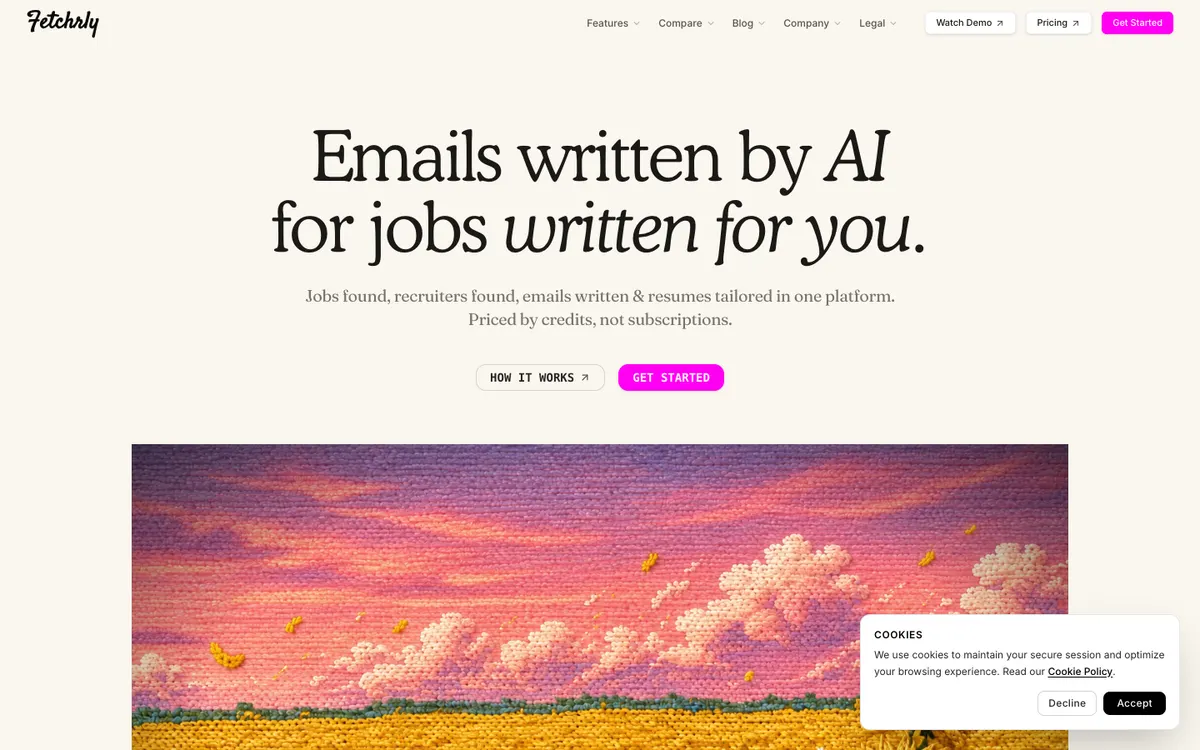 Fetchrly
Features Compare Blog Company Legal Watch Demo ↗ Pricing ↗ Get Started
Emails written by AI
for jobs written for you.
Jobs found, recruiters found, emails written & resumes tailored in one platform.
Priced by credits, not subscriptions.
HOW IT WORKS ↗ GET STARTED
COOKIES
We use cookies to maintain your secure session and optimize
your browsing experience. Read our Cookie Policy.
Decline Accept